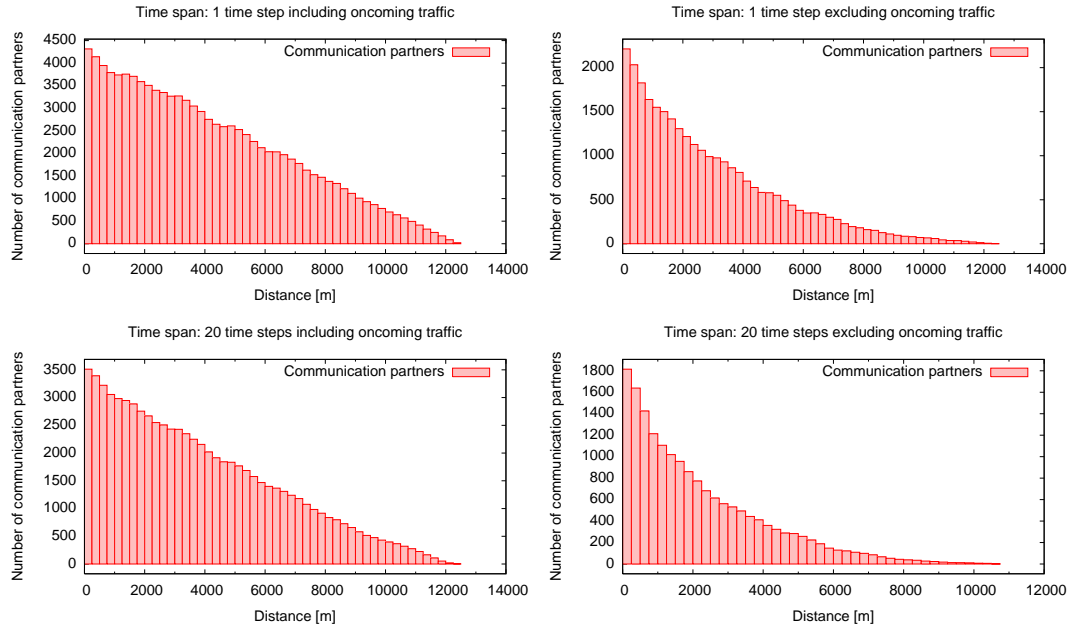 Time span: 1 time step including oncoming traffic
Number of communication partners
4500
4000
3500
3000
2500
2000
1500
1000
500
0
Communication partners
0 2000 4000 6000 8000 10000 12000 14000
Distance [m]
Time span: 1 time step excluding oncoming traffic
Number of communication partners
2000
1500
1000
500
0
Communication partners
0 2000 4000 6000 8000 10000 12000 14000
Distance [m]
Time span: 20 time steps including oncoming traffic
Number of communication partners
3500
3000
2500
2000
1500
1000
500
0
Communication partners
0 2000 4000 6000 8000 10000 12000 14000
Distance [m]
Time span: 20 time steps excluding oncoming traffic
Number of communication partners
1800
1600
1400
1200
1000
800
600
400
200
0
Communication partners
0 2000 4000 6000 8000 10000 12000
Distance [m]